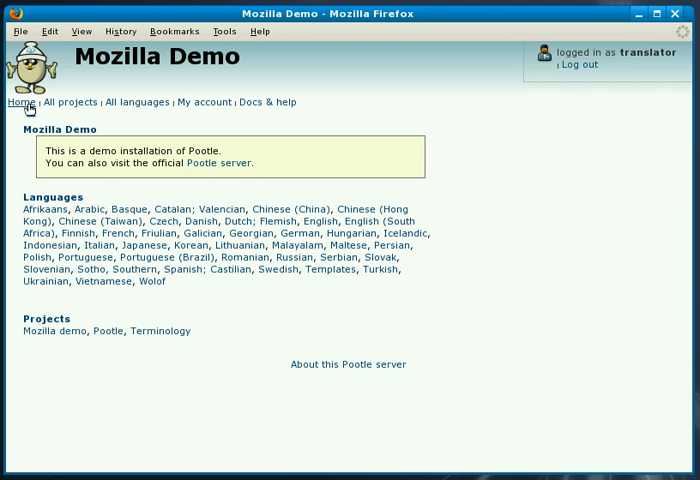 Mozilla Demo - Mozilla Firefox
File Edit View History Bookmarks Tools Help
Mozilla Demo
logged in as translator
| Log out
Home | All projects | All languages | My account | Docs & help
Mozilla Demo
This is a demo installation of Pootle.
You can also visit the official Pootle server.
Languages
Afrikaans, Arabic, Basque, Catalan; Valencian, Chinese (China), Chinese (Hong
Kong), Chinese (Taiwan), Czech, Danish, Dutch; Flemish, English, English (South
Africa), Finnish, French, Friulian, Galician, Georgian, German, Hungarian, Icelandic,
Indonesian, Italian, Japanese, Korean, Lithuanian, Malayalam, Maltese, Persian,
Polish, Portuguese, Portuguese (Brazil), Romanian, Russian, Serbian, Slovak,
Slovenian, Sotho, Southern, Spanish; Castilian, Swedish, Templates, Turkish,
Ukrainian, Vietnamese, Wolof
Projects
Mozilla demo, Pootle, Terminology
About this Pootle server